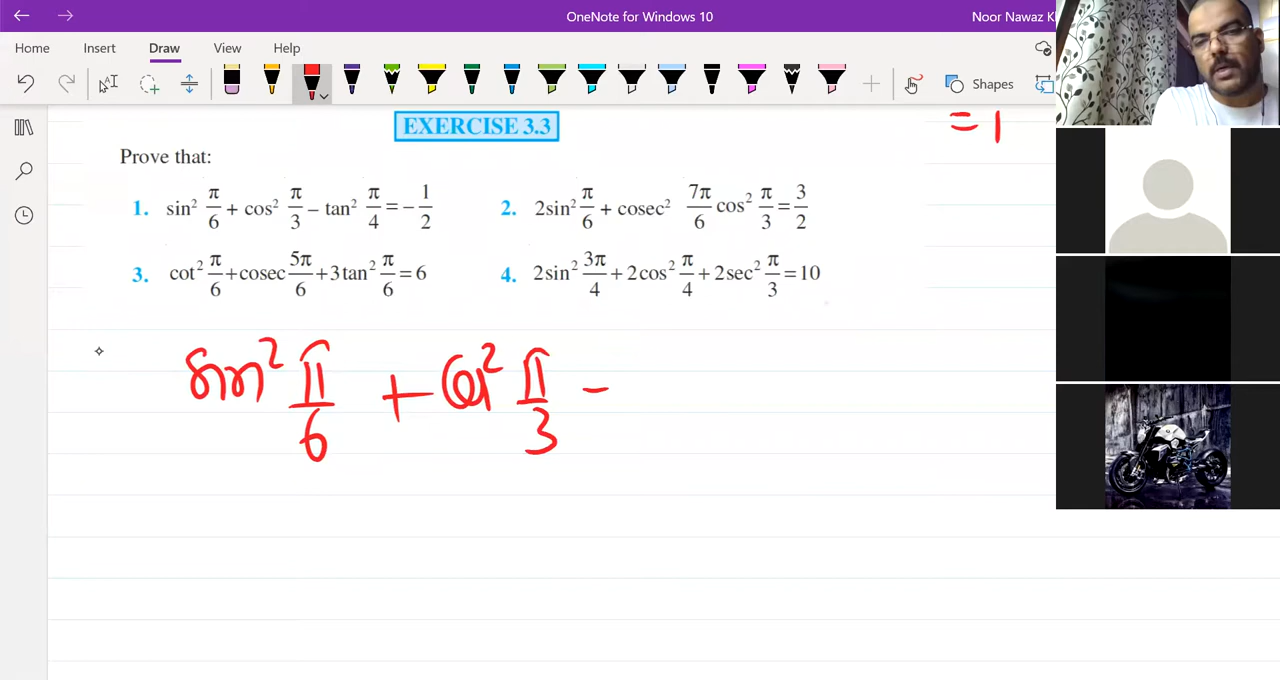 OneNote for Windows 10
Noor Nawaz Kh
Home Insert Draw View Help
Shapes
EXERCISE 3.3
= 1
Prove that:
1. sin² π/6 + cos² π/3 – tan² π/4 = – 1/2
2. 2sin² π/6 + cosec² 7π/6 cos² π/3 = 3/2
3. cot² π/6 + cosec 5π/6 + 3 tan² π/6 = 6
4. 2sin² 3π/4 + 2cos² π/4 + 2sec² π/3 = 10
sin² π/6 + cos² π/3 –